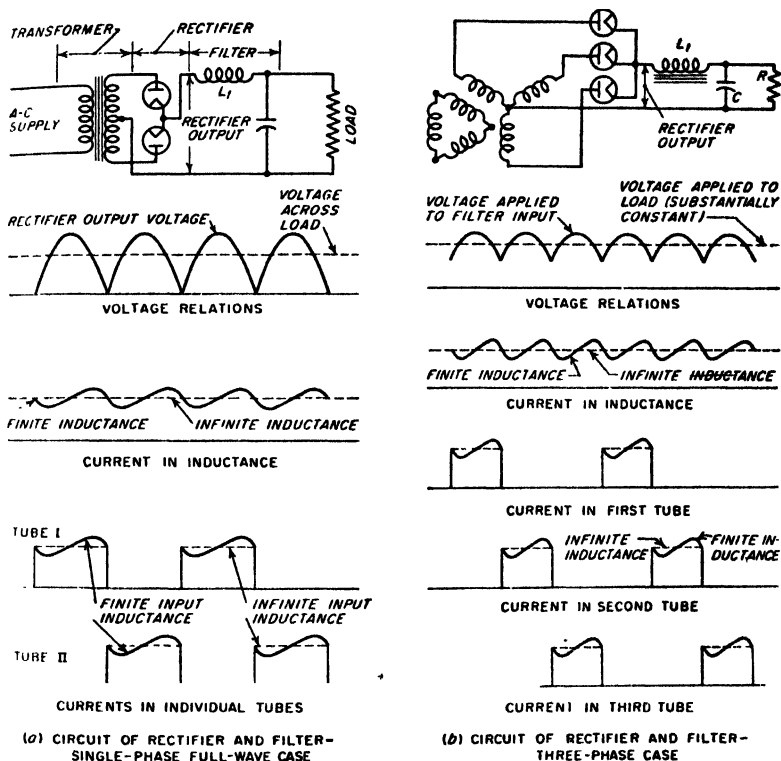 TRANSFORMER
RECTIFIER
FILTER
L1
A-C
SUPPLY
RECTIFIER
OUTPUT
LOAD
RECTIFIER OUTPUT VOLTAGE
VOLTAGE
ACROSS
LOAD
VOLTAGE RELATIONS
FINITE INDUCTANCE
INFINITE INDUCTANCE
CURRENT IN INDUCTANCE
TUBE I
FINITE INPUT
INDUCTANCE
INFINITE INPUT
INDUCTANCE
TUBE II
CURRENTS IN INDIVIDUAL TUBES
(a) CIRCUIT OF RECTIFIER AND FILTER–
SINGLE-PHASE FULL-WAVE CASE
L1
R
C
RECTIFIER
OUTPUT
VOLTAGE APPLIED
TO FILTER INPUT
VOLTAGE APPLIED TO
LOAD (SUBSTANTIALLY
CONSTANT)
VOLTAGE RELATIONS
FINITE INDUCTANCE
INFINITE INDUCTANCE
CURRENT IN INDUCTANCE
CURRENT IN FIRST TUBE
INFINITE
INDUCTANCE
FINITE IN-
DUCTANCE
CURRENT IN SECOND TUBE
CURRENT IN THIRD TUBE
(b) CIRCUIT OF RECTIFIER AND FILTER–
THREE-PHASE CASE